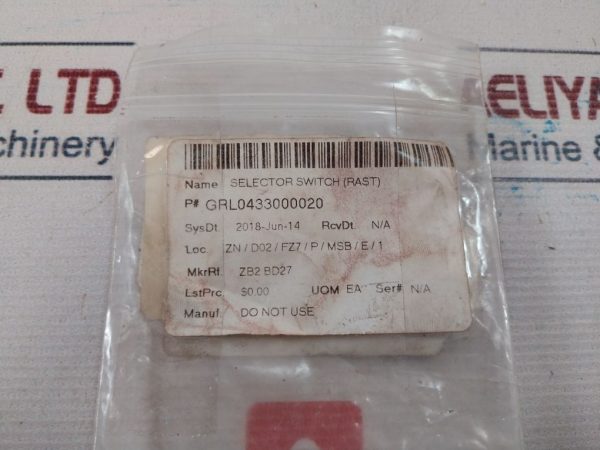 C LTD
ELIYA
chinery
Marine &
Name SELECTOR SWITCH (RAST)
P# GRL0433000020
SysDt. 2018-Jun-14 RcvDt. N/A
Loc. ZN / D02 / FZ7 / P / MSB / E / 1
MkrRf. ZB2 BD27
LstPrc. $0.00 UOM EA Ser# N/A
Manuf. DO NOT USE